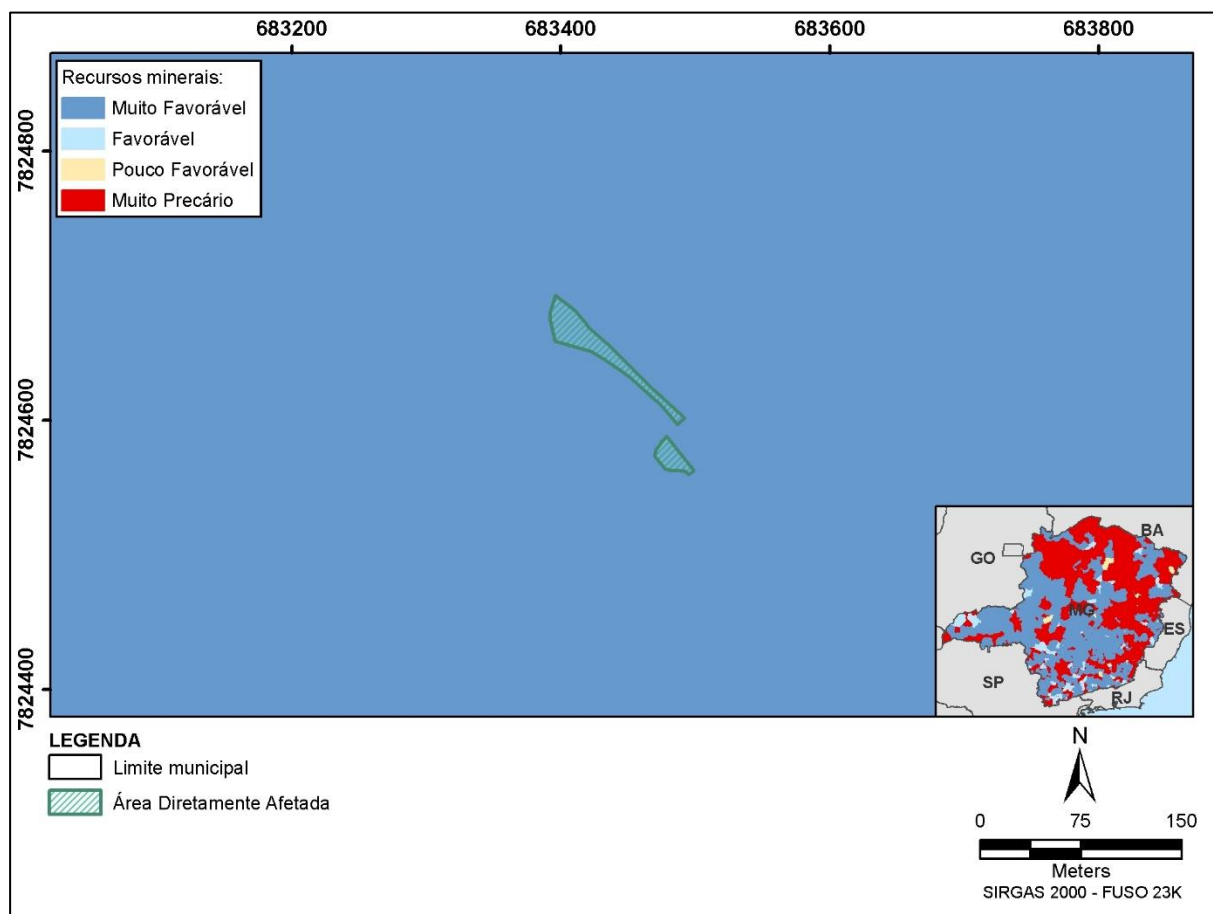 683200 683400 683600 683800
Recursos minerais:
Muito Favorável
Favorável
Pouco Favorável
Muito Precário
7824800
7824600
7824400
BA
GO
MG
ES
SP
RJ
LEGENDA
Limite municipal
Área Diretamente Afetada
N
0 75 150
Meters
SIRGAS 2000 - FUSO 23K